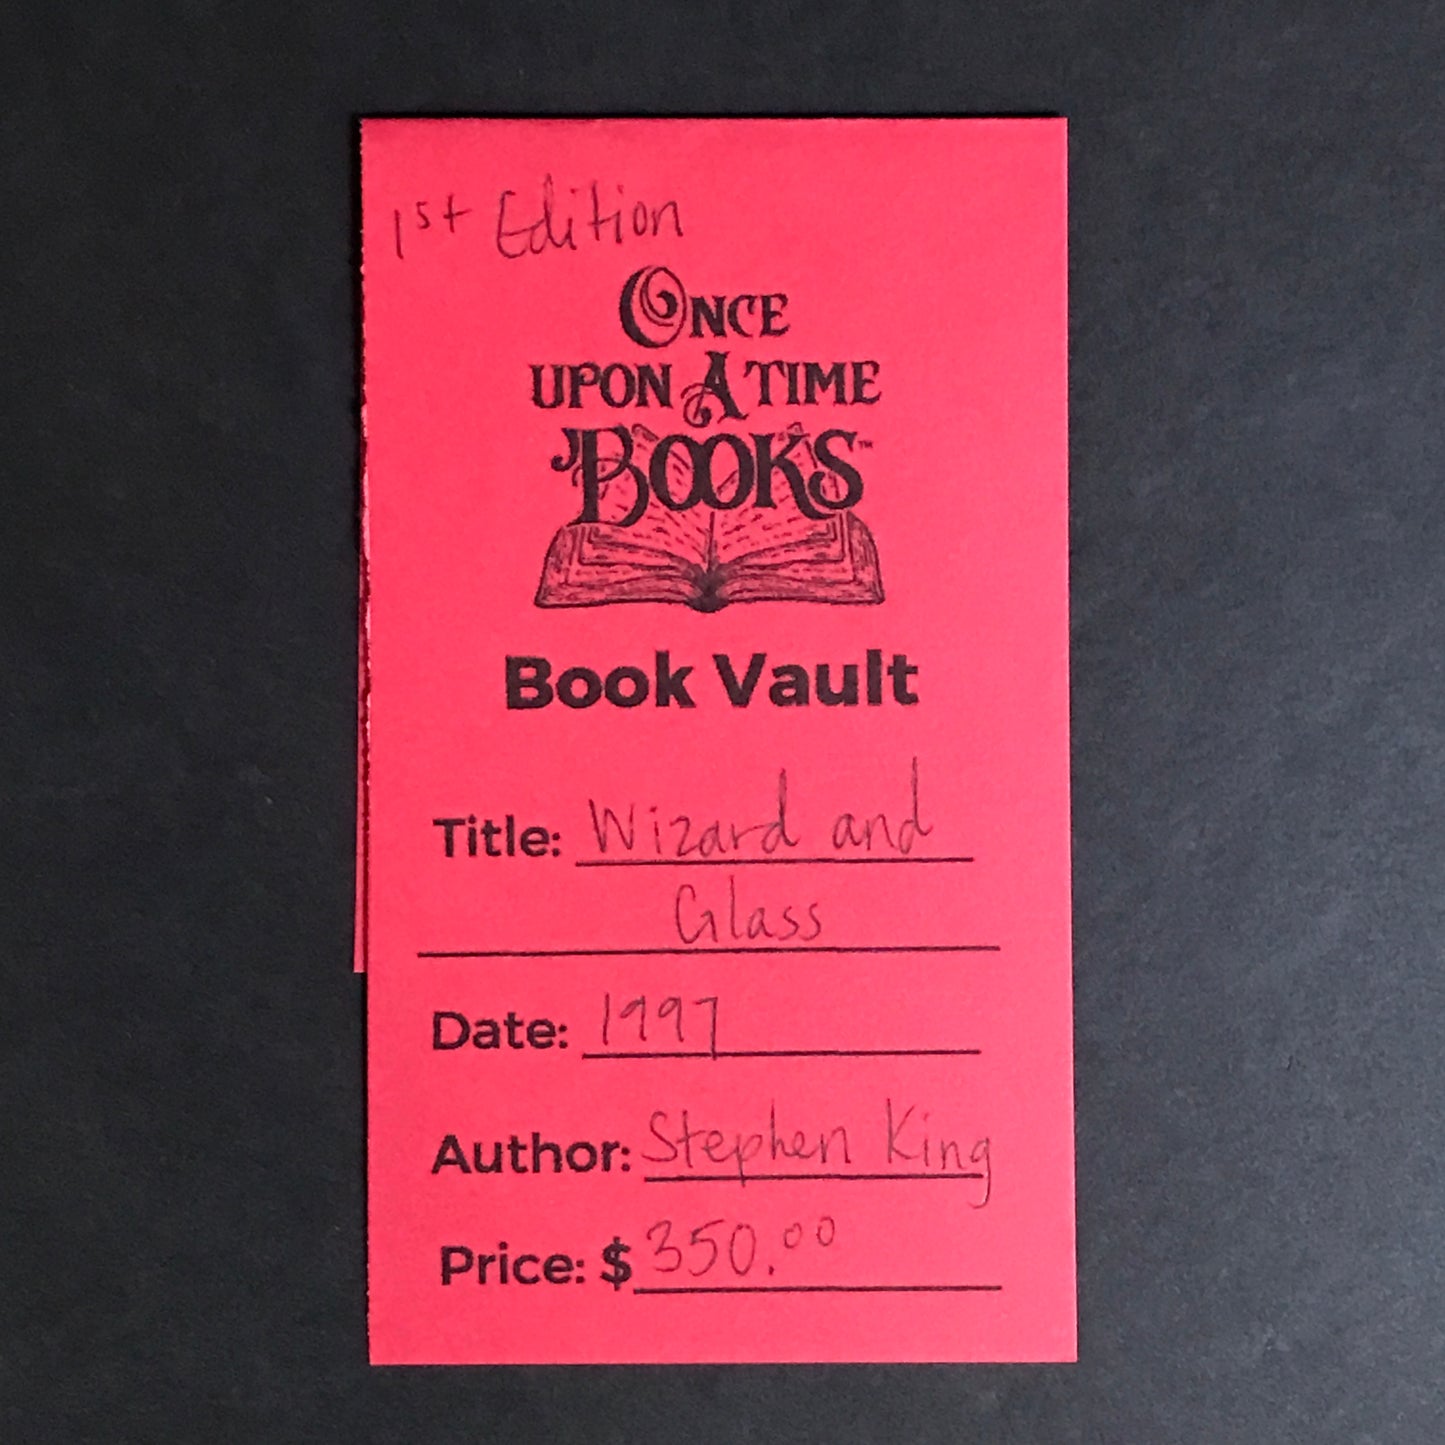 1st Edition
ONCE
UPON A TIME
BOOKS™
Book Vault
Title: Wizard and
Glass
Date: 1997
Author: Stephen King
Price: $350.00